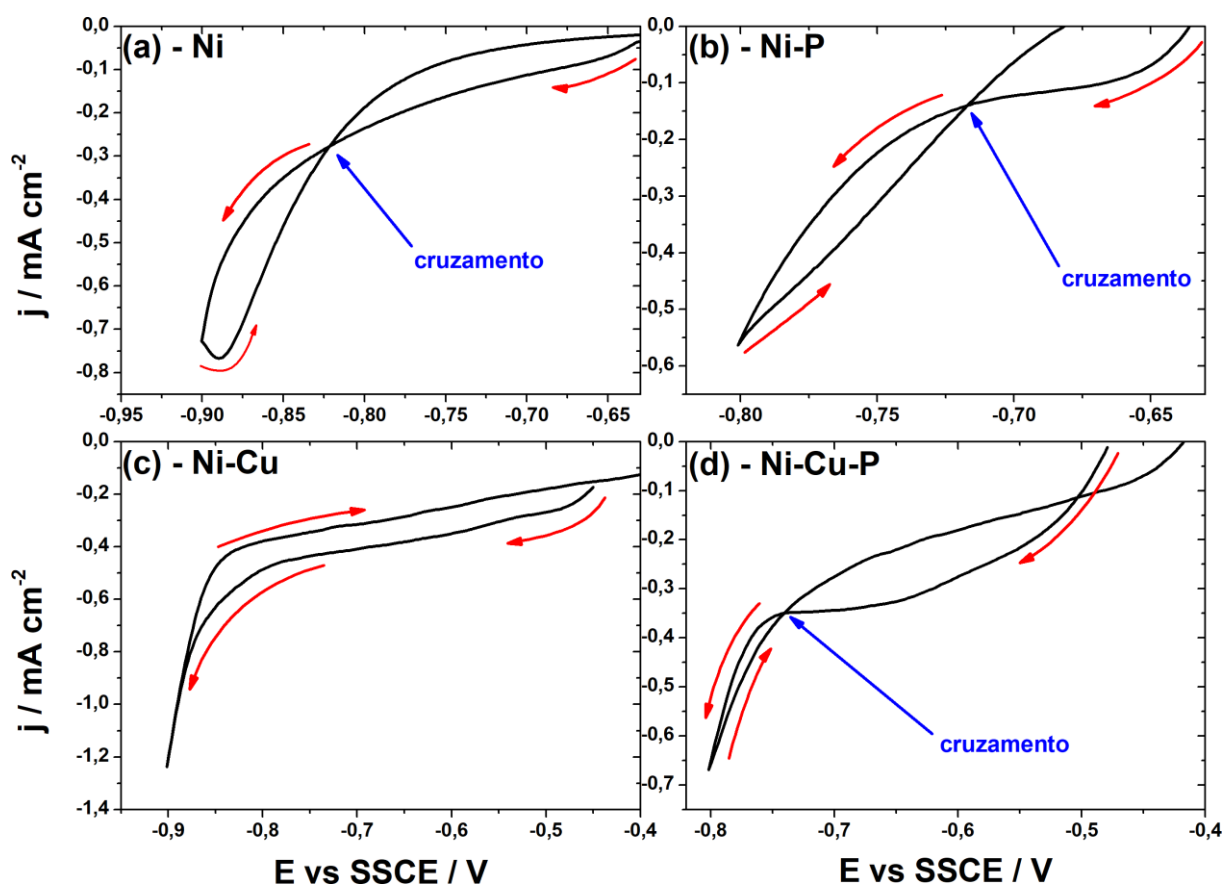 (a) - Ni
0,0
-0,1
-0,2
-0,3
-0,4
-0,5
-0,6
-0,7
-0,8
cruzamento
-0,95 -0,90 -0,85 -0,80 -0,75 -0,70 -0,65
j / mA cm-2
(b) - Ni-P
0,0
-0,1
-0,2
-0,3
-0,4
-0,5
-0,6
cruzamento
-0,80 -0,75 -0,70 -0,65
(c) - Ni-Cu
0,0
-0,2
-0,4
-0,6
-0,8
-1,0
-1,2
-1,4
-0,9 -0,8 -0,7 -0,6 -0,5 -0,4
j / mA cm-2
E vs SSCE / V
(d) - Ni-Cu-P
0,0
-0,1
-0,2
-0,3
-0,4
-0,5
-0,6
-0,7
cruzamento
-0,8 -0,7 -0,6 -0,5 -0,4
E vs SSCE / V